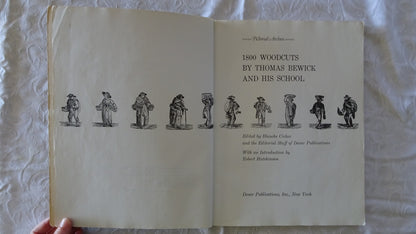 Pictorial Archive
1800 WOODCUTS
BY THOMAS BEWICK
AND HIS SCHOOL
Edited by Blanche Cirker
and the Editorial Staff of Dover Publications
With an Introduction by
Robert Hutchinson
Dover Publications, Inc., New York